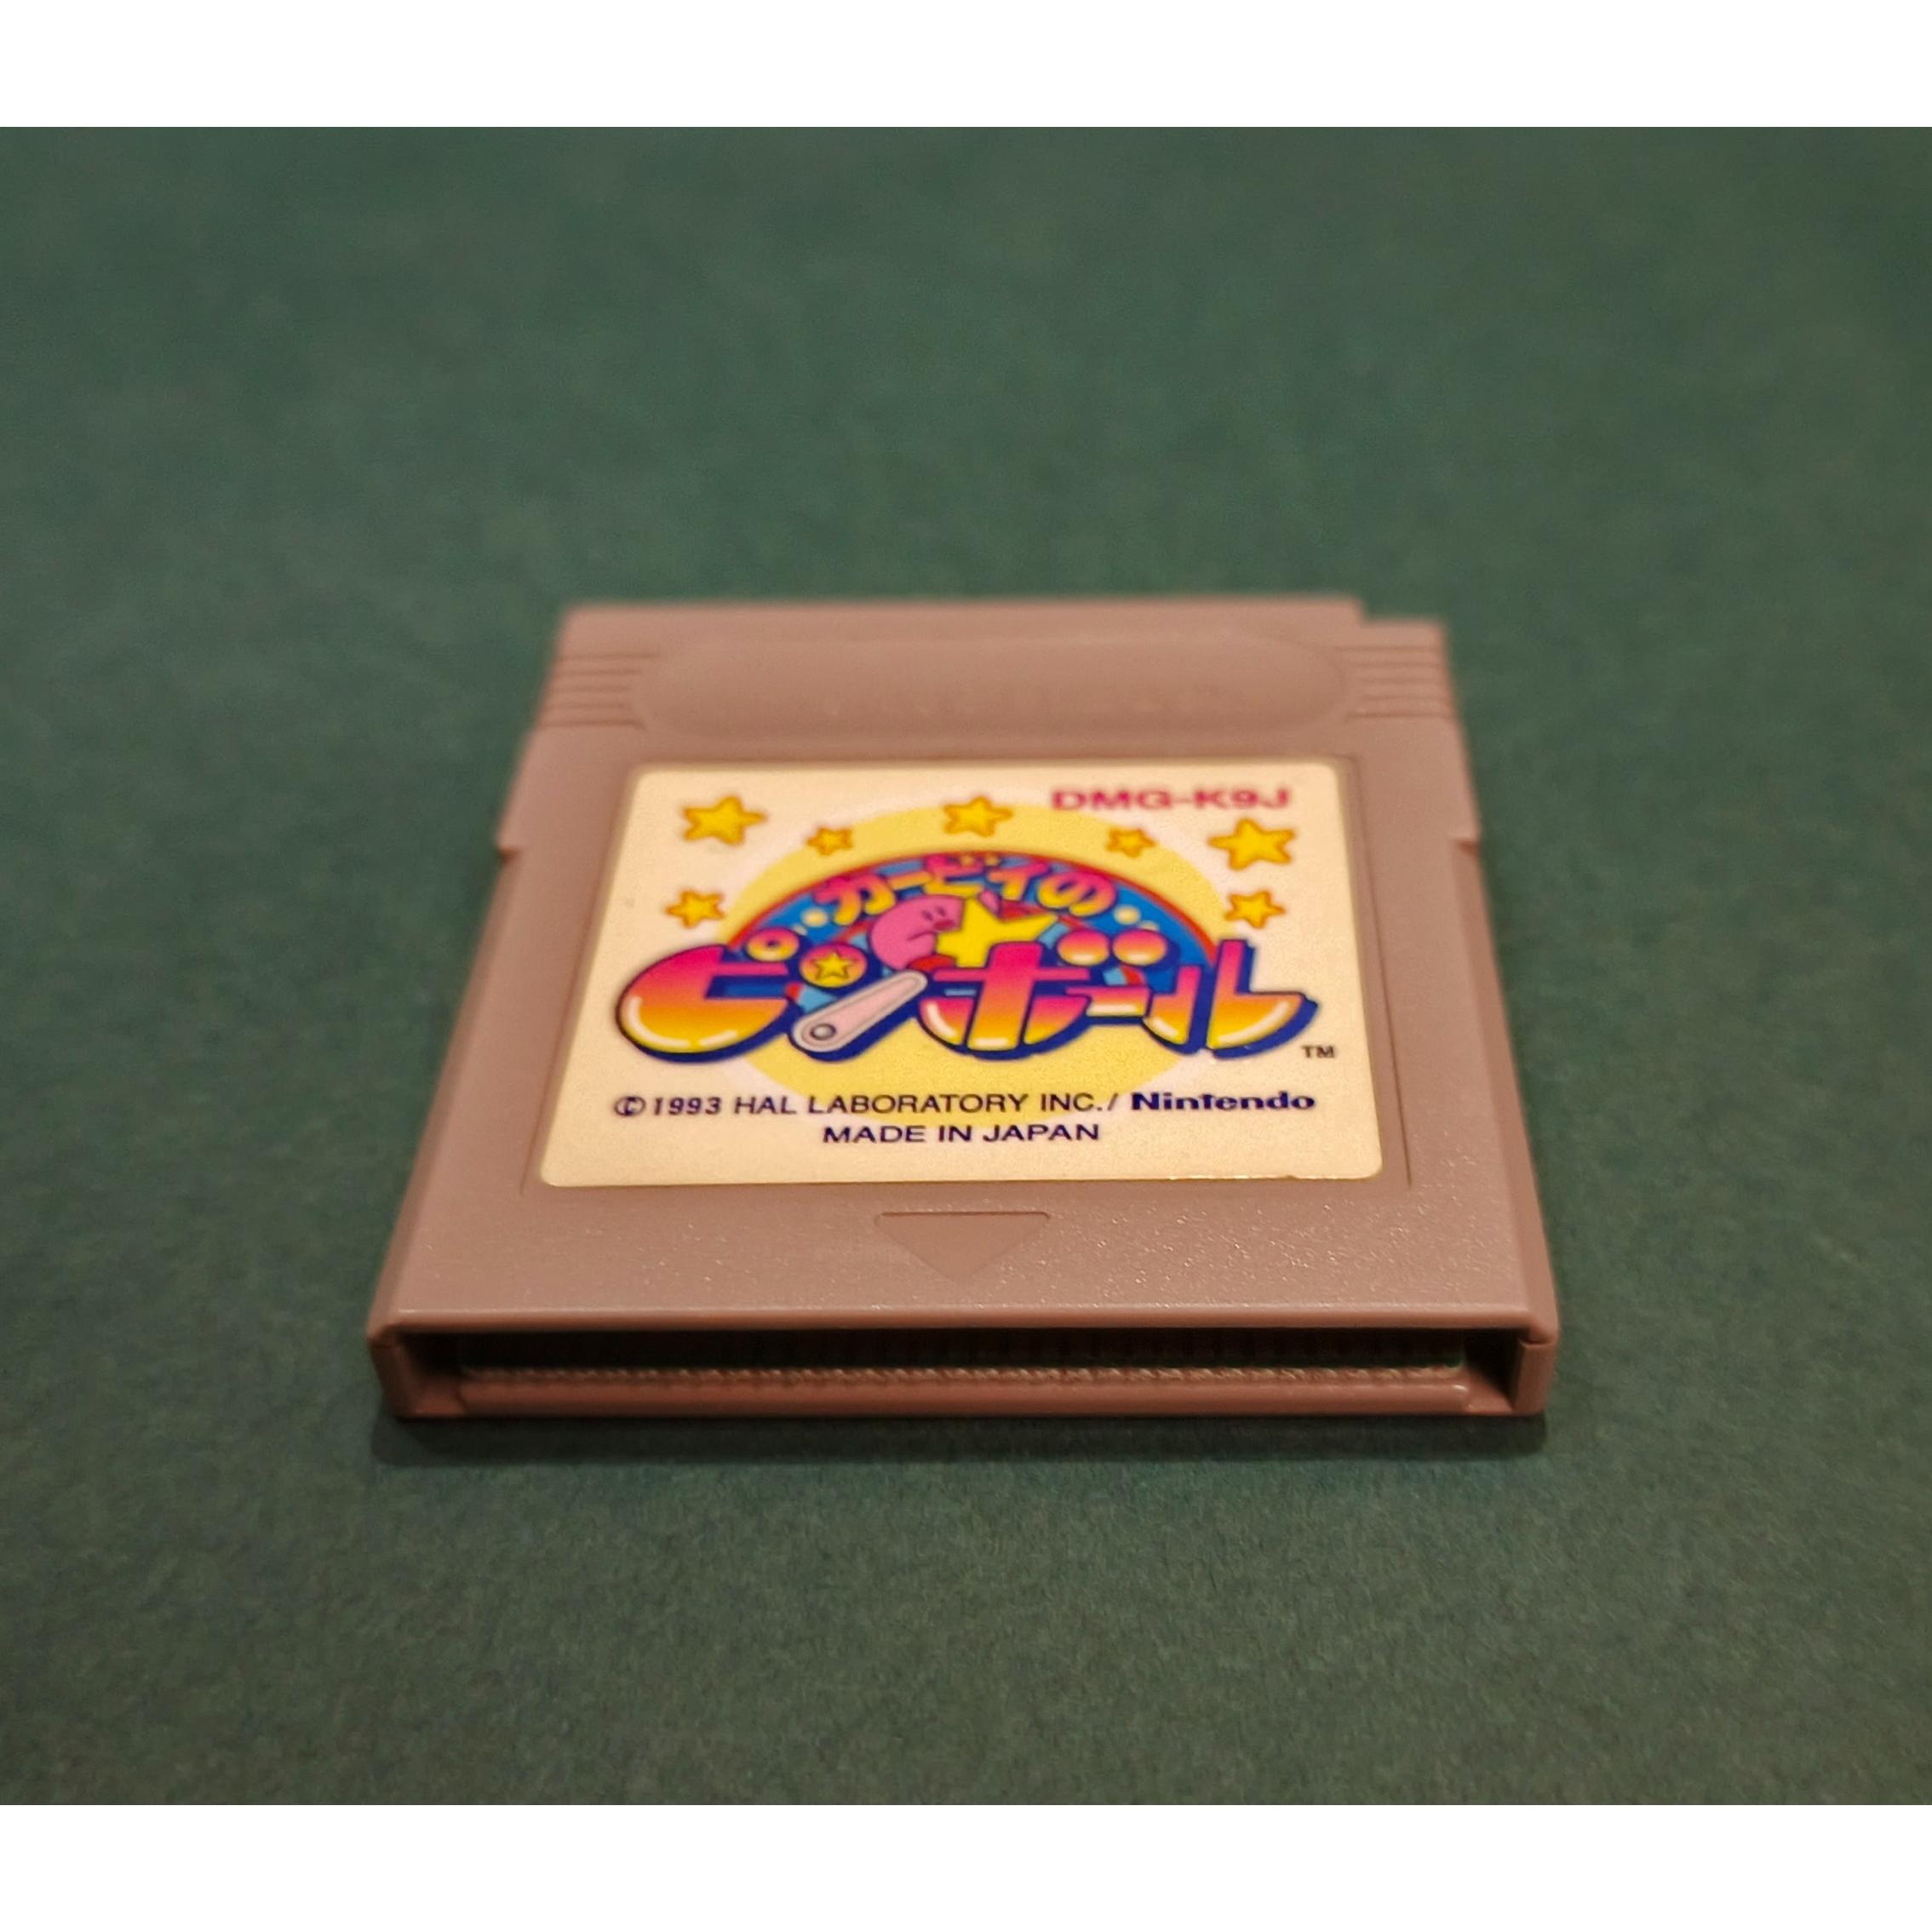 DMG-K9J
カービィの
ピンボール
TM
©1993 HAL LABORATORY INC./ Nintendo
MADE IN JAPAN